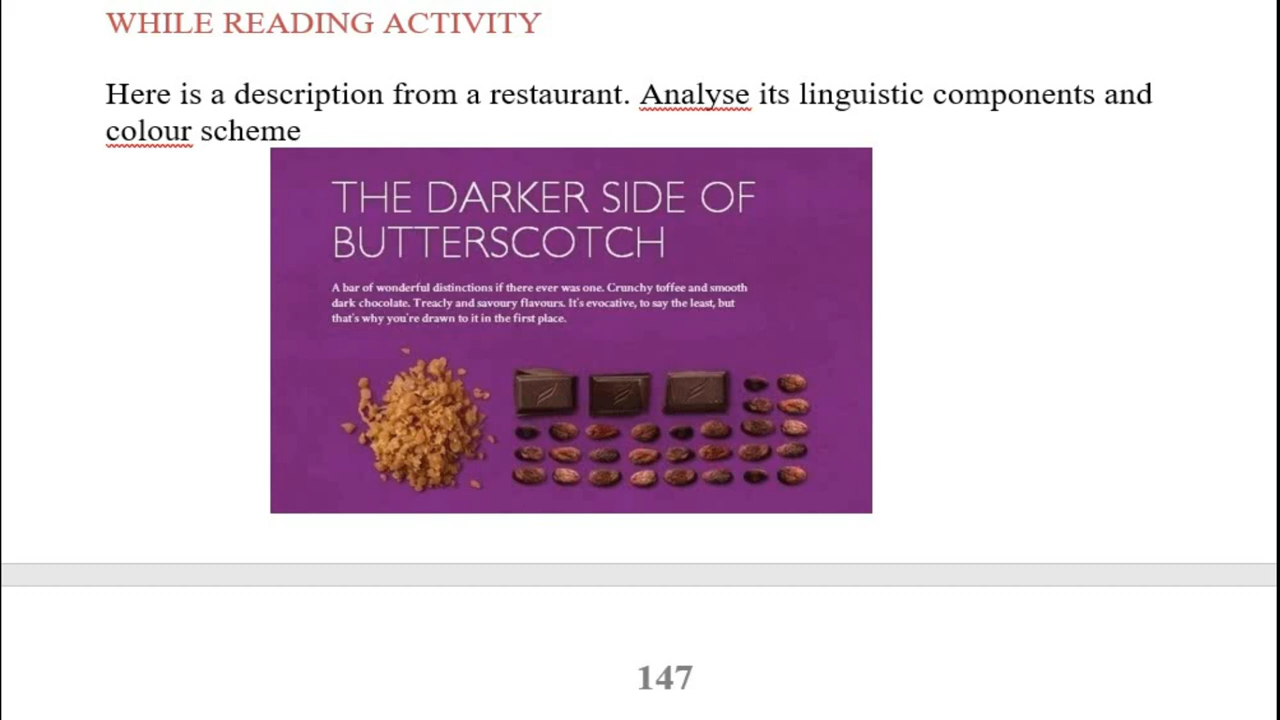 WHILE READING ACTIVITY
Here is a description from a restaurant. Analyse its linguistic components and
colour scheme
THE DARKER SIDE OF
BUTTERSCOTCH
A bar of wonderful distinctions if there ever was one. Crunchy toffee and smooth
dark chocolate. Treacly and savoury flavours. It's evocative, to say the least, but
that's why you're drawn to it in the first place.
147